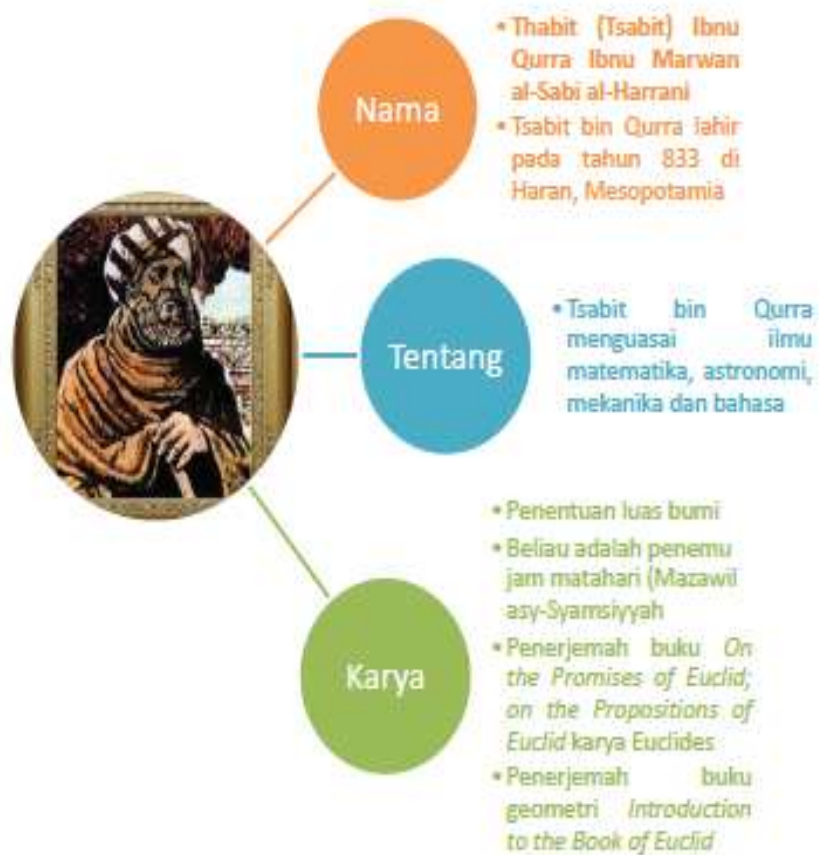 Nama
• Thabit (Tsabit) Ibnu
Qurra Ibnu Marwan
al-Sabi al-Harrani
• Tsabit bin Qurra lahir
pada tahun 833 di
Haran, Mesopotamia
Tentang
• Tsabit bin Qurra
menguasai ilmu
matematika, astronomi,
mekanika dan bahasa
Karya
• Penentuan luas bumi
• Beliau adalah penemu
jam matahari (Mazawil
asy-Syamsiyyah
• Penerjemah buku On
the Promises of Euclid;
on the Propositions of
Euclid karya Euclides
• Penerjemah buku
geometri Introduction
to the Book of Euclid